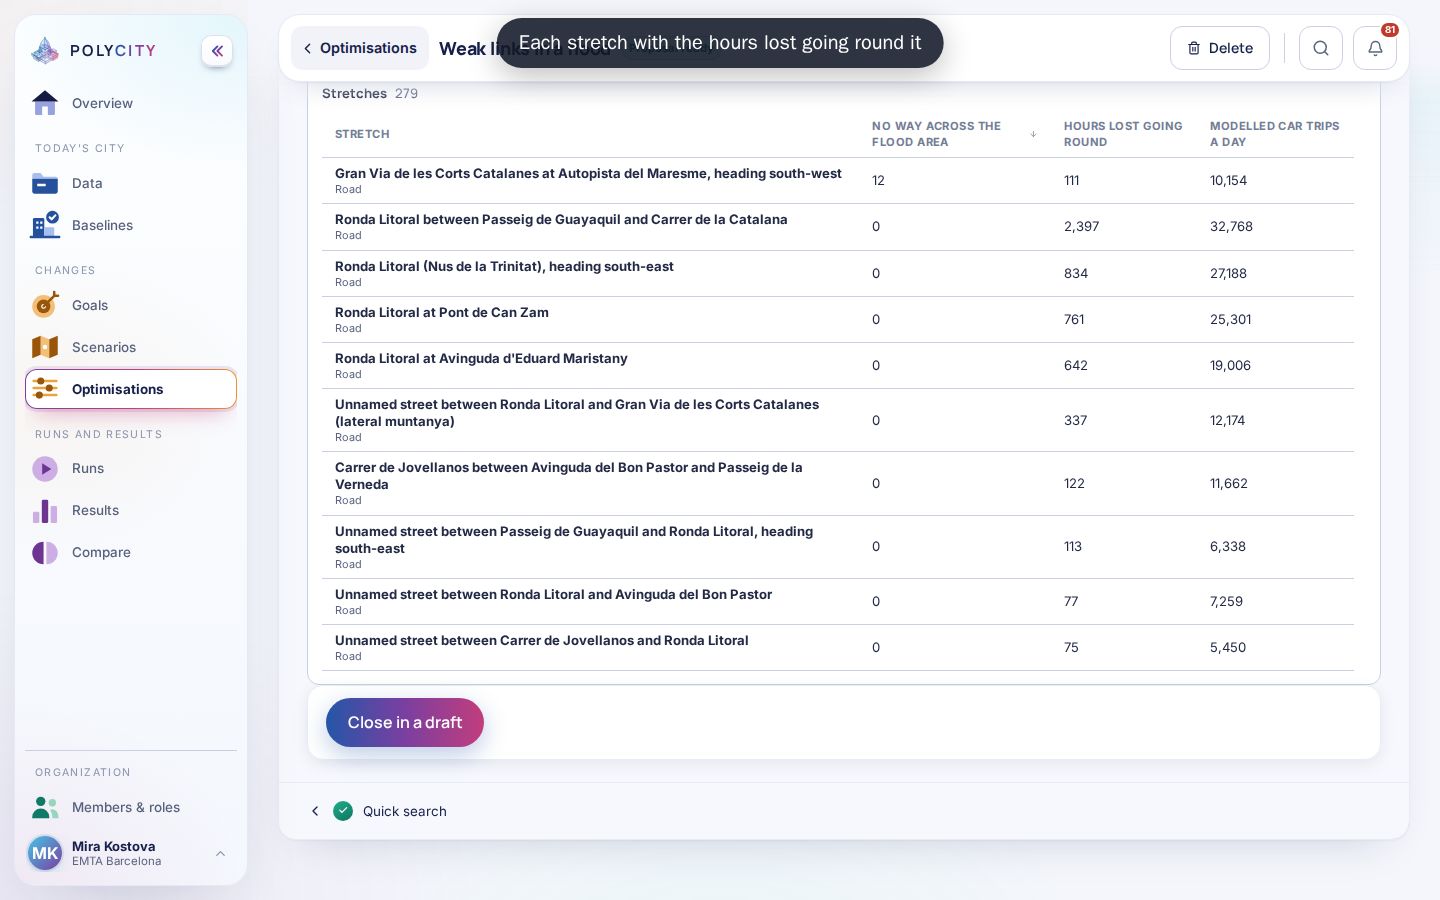 POLYCITY
Overview
TODAY'S CITY
Data
Baselines
CHANGES
Goals
Scenarios
Optimisations
RUNS AND RESULTS
Runs
Results
Compare
ORGANIZATION
Members & roles
MK
Mira Kostova
EMTA Barcelona
Optimisations
Weak links in a flood
Each stretch with the hours lost going round it
Delete
81
Stretches 279
STRETCH
NO WAY ACROSS THE
FLOOD AREA
HOURS LOST GOING
ROUND
MODELLED CAR TRIPS
A DAY
Gran Via de les Corts Catalanes at Autopista del Maresme, heading south-west
Road
12
111
10,154
Ronda Litoral between Passeig de Guayaquil and Carrer de la Catalana
Road
0
2,397
32,768
Ronda Litoral (Nus de la Trinitat), heading south-east
Road
0
834
27,188
Ronda Litoral at Pont de Can Zam
Road
0
761
25,301
Ronda Litoral at Avinguda d'Eduard Maristany
Road
0
642
19,006
Unnamed street between Ronda Litoral and Gran Via de les Corts Catalanes
(lateral muntanya)
Road
0
337
12,174
Carrer de Jovellanos between Avinguda del Bon Pastor and Passeig de la
Verneda
Road
0
122
11,662
Unnamed street between Passeig de Guayaquil and Ronda Litoral, heading
south-east
Road
0
113
6,338
Unnamed street between Ronda Litoral and Avinguda del Bon Pastor
Road
0
77
7,259
Unnamed street between Carrer de Jovellanos and Ronda Litoral
Road
0
75
5,450
Close in a draft
Quick search